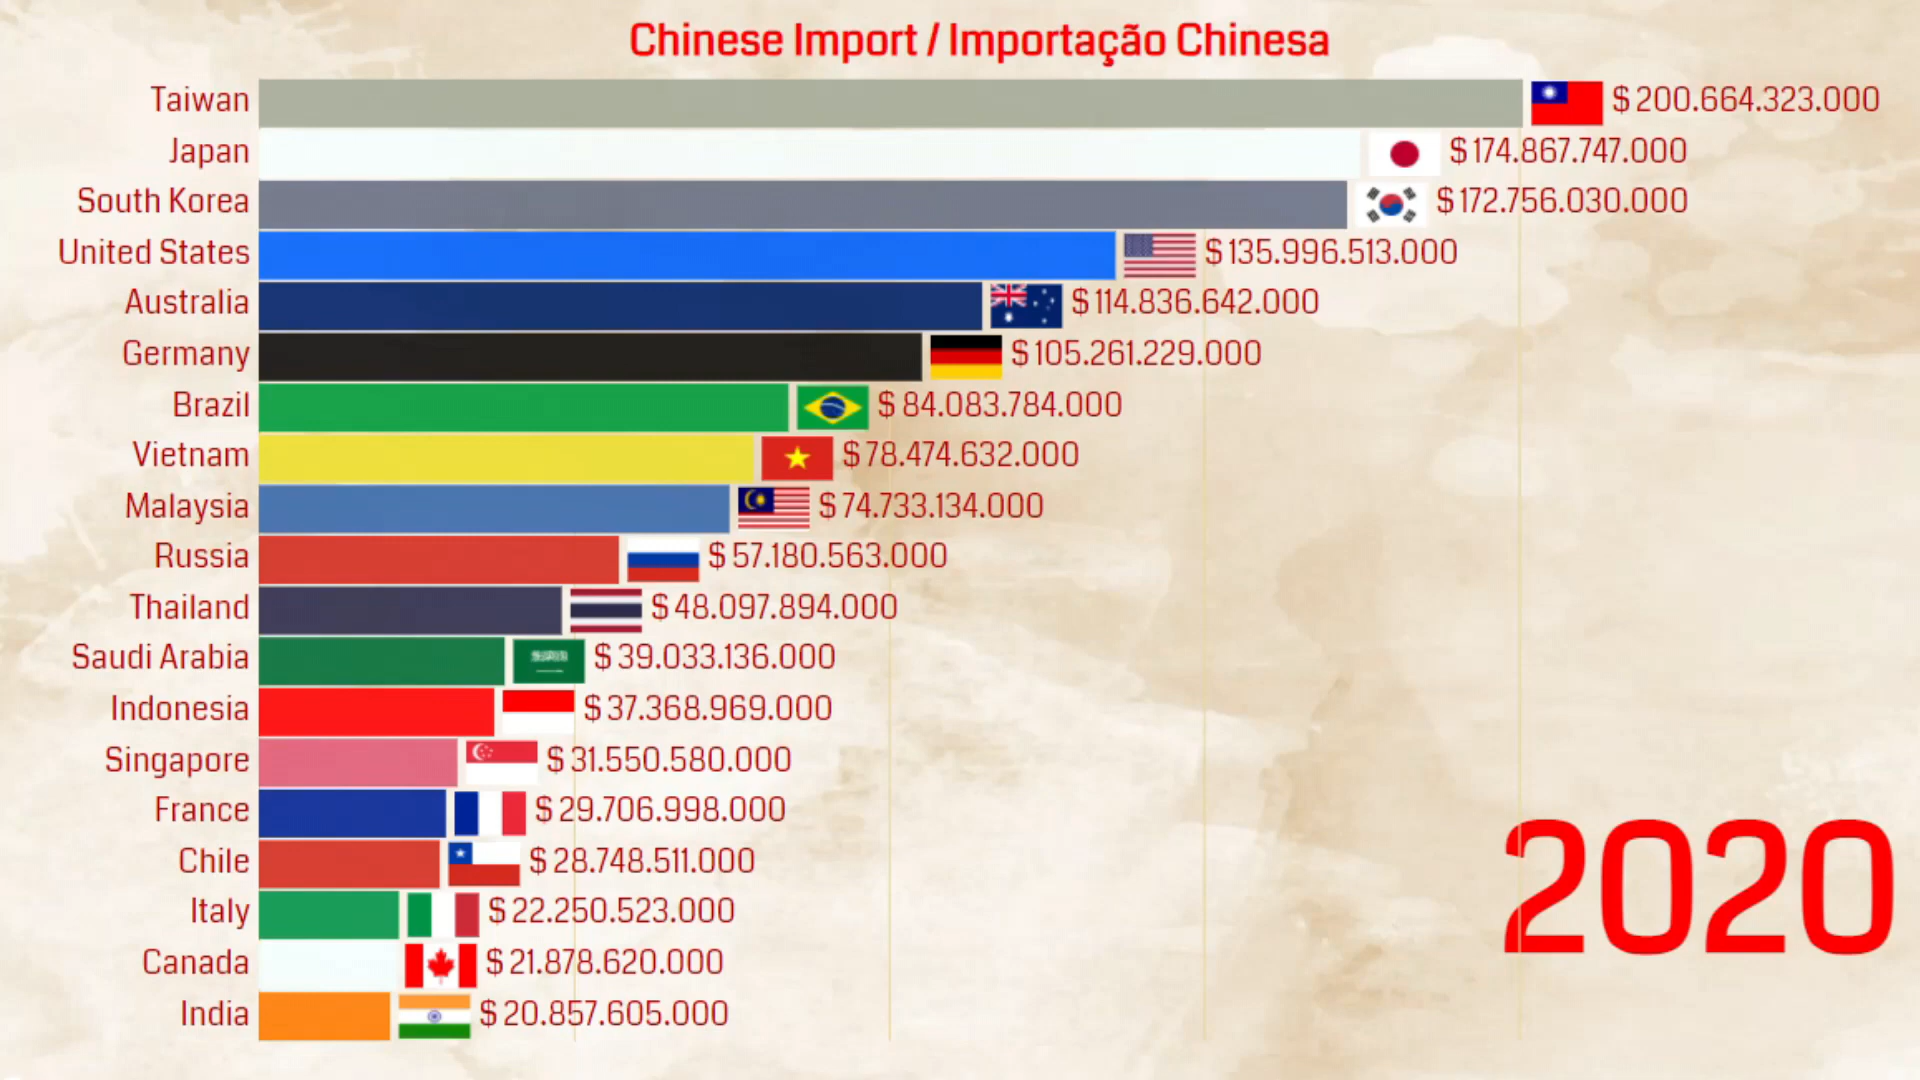 Chinese Import / Importação Chinesa
Taiwan $ 200.664.323.000
Japan $ 174.867.747.000
South Korea $ 172.756.030.000
United States $ 135.996.513.000
Australia $ 114.836.642.000
Germany $ 105.261.229.000
Brazil $ 84.083.784.000
Vietnam $ 78.474.632.000
Malaysia $ 74.733.134.000
Russia $ 57.180.563.000
Thailand $ 48.097.894.000
Saudi Arabia $ 39.033.136.000
Indonesia $ 37.368.969.000
Singapore $ 31.550.580.000
France $ 29.706.998.000
Chile $ 28.748.511.000
Italy $ 22.250.523.000
Canada $ 21.878.620.000
India $ 20.857.605.000
2020